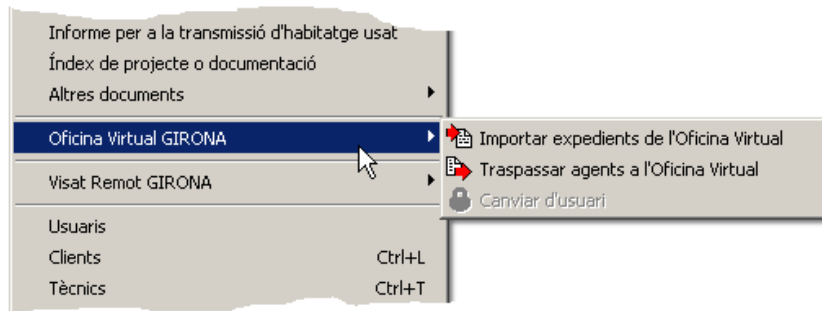 Informe per a la transmissió d'habitatge usat
Índex de projecte o documentació
Altres documents
Oficina Virtual GIRONA
Importar expedients de l'Oficina Virtual
Traspassar agents a l'Oficina Virtual
Canviar d'usuari
Visat Remot GIRONA
Usuaris
Clients Ctrl+L
Tècnics Ctrl+T